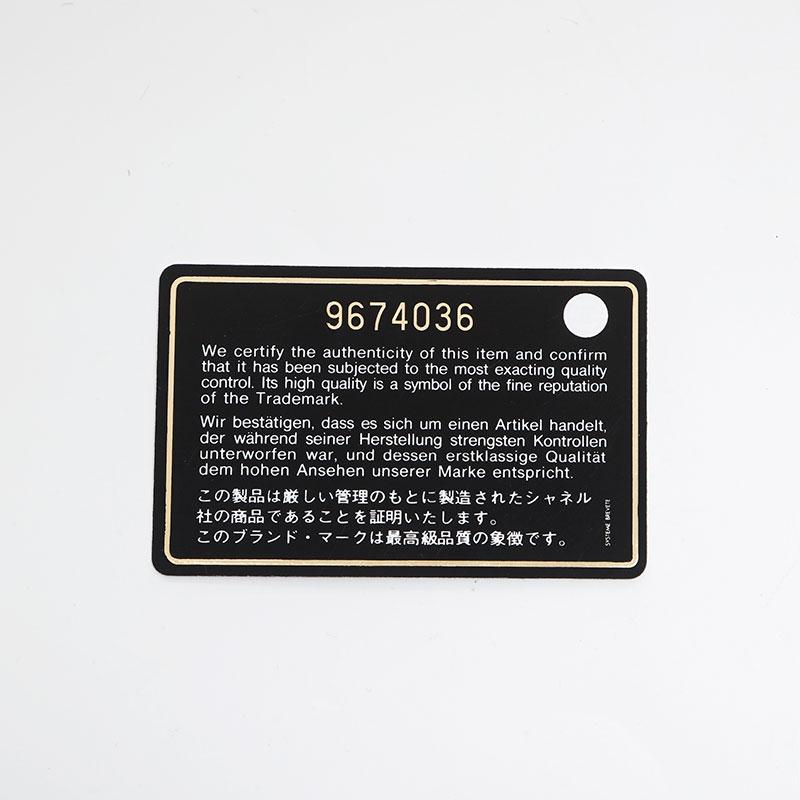 9674036
We certify the authenticity of this item and confirm
that it has been subjected to the most exacting quality
control. Its high quality is a symbol of the fine reputation
of the Trademark.
Wir bestätigen, dass es sich um einen Artikel handelt,
der während seiner Herstellung strengsten Kontrollen
unterworfen war, und dessen erstklassige Qualität
dem hohen Ansehen unserer Marke entspricht.
この製品は厳しい管理のもとに製造されたシャネル
社の商品であることを証明いたします。
このブランド・マークは最高級品質の象徴です。
SYSTEME BREVETE